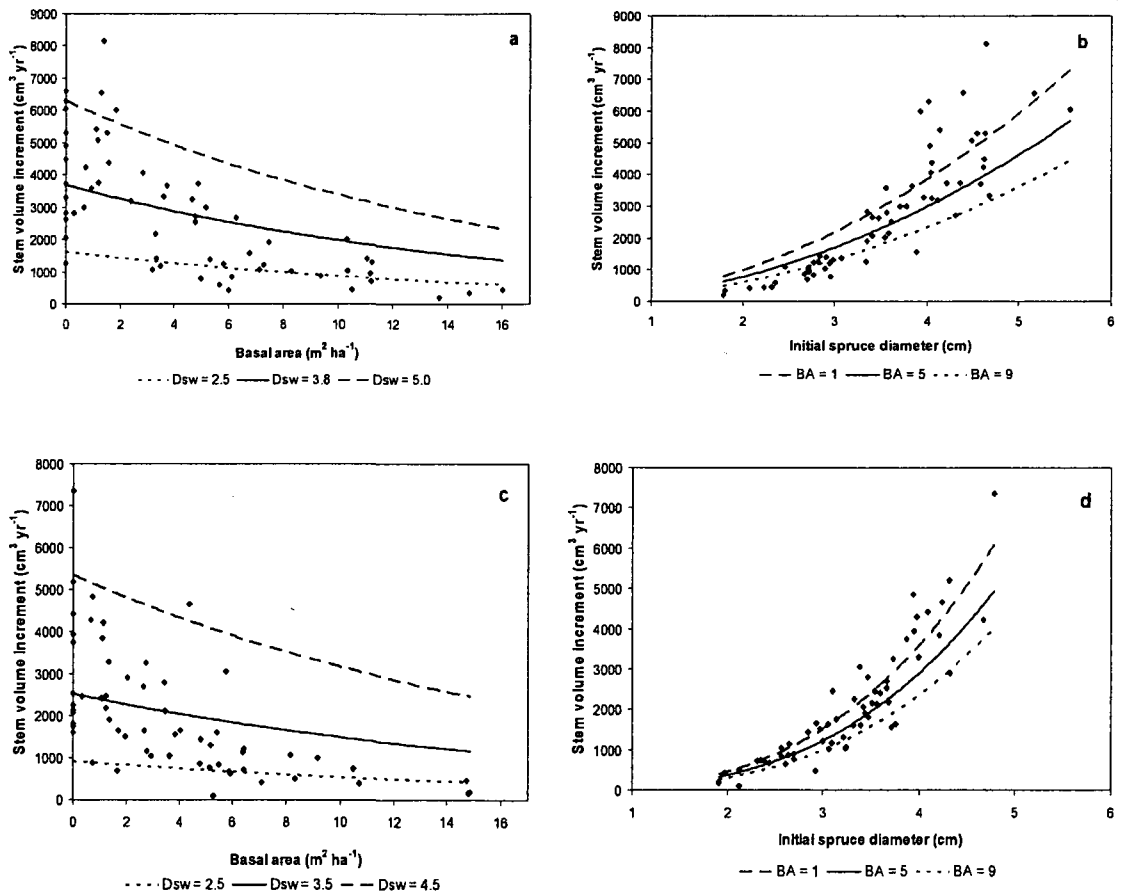 a
Stem volume increment (cm³ yr⁻¹)
9000
8000
7000
6000
5000
4000
3000
2000
1000
0
0 2 4 6 8 10 12 14 16
Basal area (m² ha⁻¹)
Dsw = 2.5 Dsw = 3.8 Dsw = 5.0
b
Stem volume increment (cm³ yr⁻¹)
9000
8000
7000
6000
5000
4000
3000
2000
1000
0
1 2 3 4 5 6
Initial spruce diameter (cm)
BA = 1 BA = 5 BA = 9
c
Stem volume increment (cm³ yr⁻¹)
8000
7000
6000
5000
4000
3000
2000
1000
0
0 2 4 6 8 10 12 14 16
Basal area (m² ha⁻¹)
Dsw = 2.5 Dsw = 3.5 Dsw = 4.5
d
Stem volume increment (cm³ yr⁻¹)
8000
7000
6000
5000
4000
3000
2000
1000
0
1 2 3 4 5 6
Initial spruce diameter (cm)
BA = 1 BA = 5 BA = 9